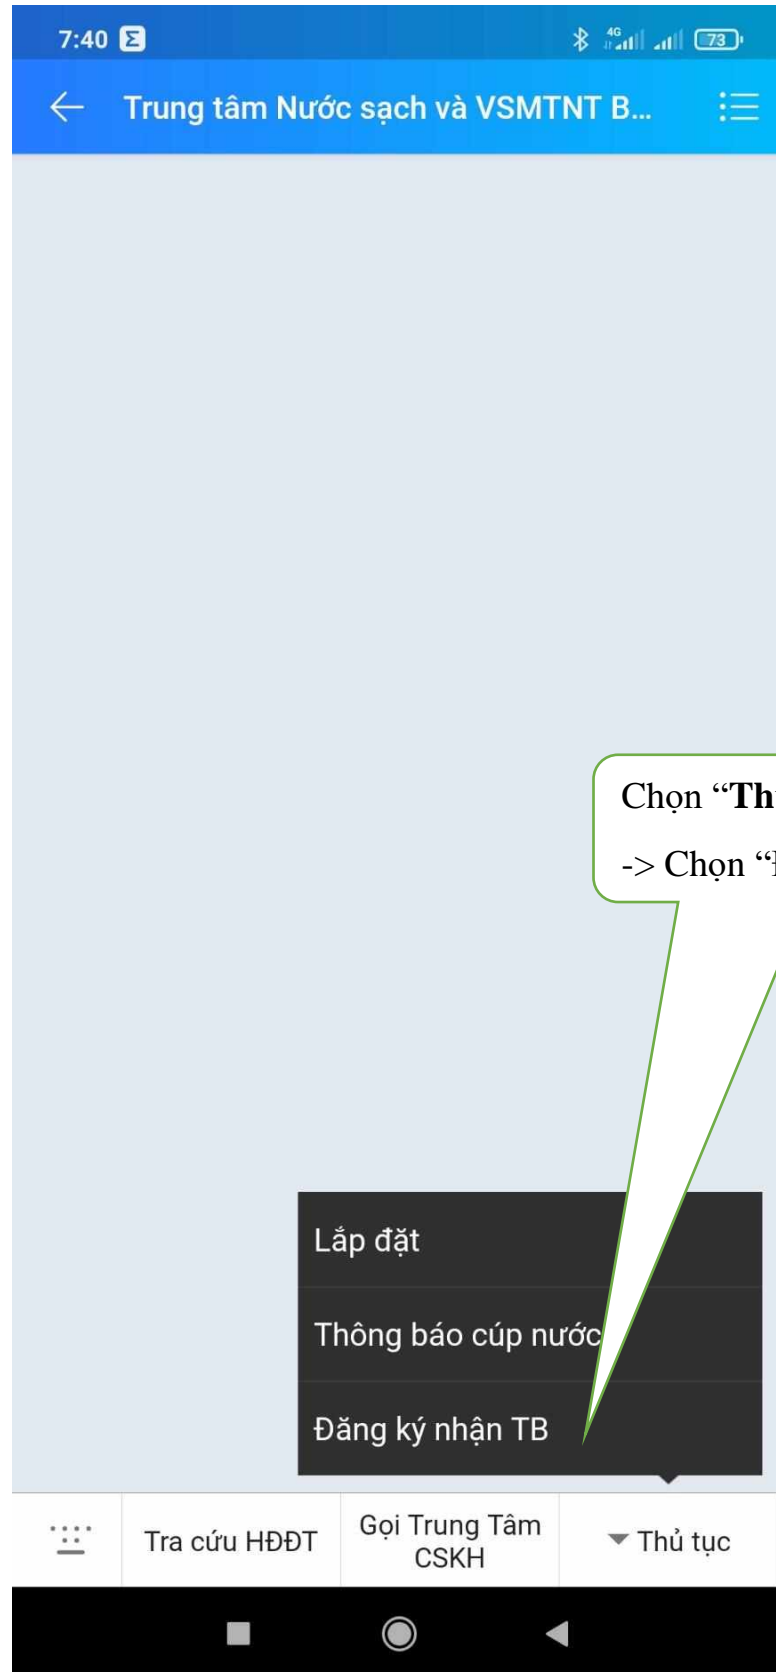 7:40
4G
73
Trung tâm Nước sạch và VSMTNT B...
Chọn “
-> Chọn “
Lắp đặt
Thông báo cúp nước
Đăng ký nhận TB
Tra cứu HĐĐT
Gọi Trung Tâm
CSKH
Thủ tục